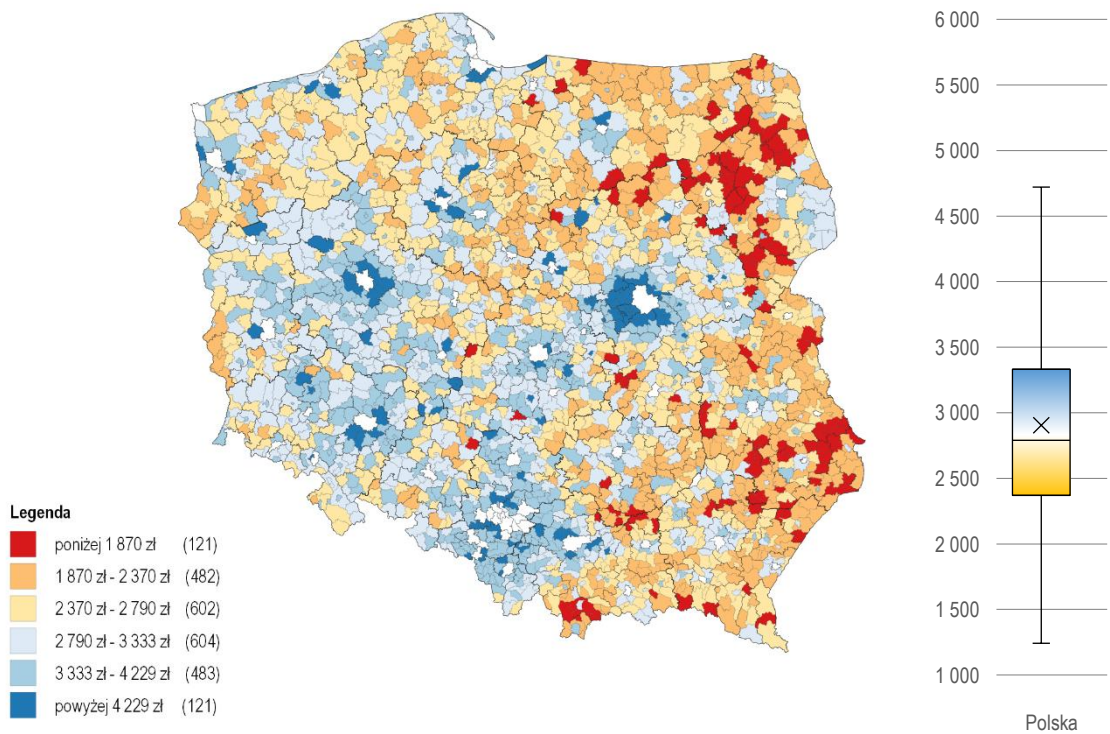 Legenda
poniżej 1 870 zł (121)
1 870 zł - 2 370 zł (482)
2 370 zł - 2 790 zł (602)
2 790 zł - 3 333 zł (604)
3 333 zł - 4 229 zł (483)
powyżej 4 229 zł (121)
6 000
5 500
5 000
4 500
4 000
3 500
3 000
2 500
2 000
1 500
1 000
Polska